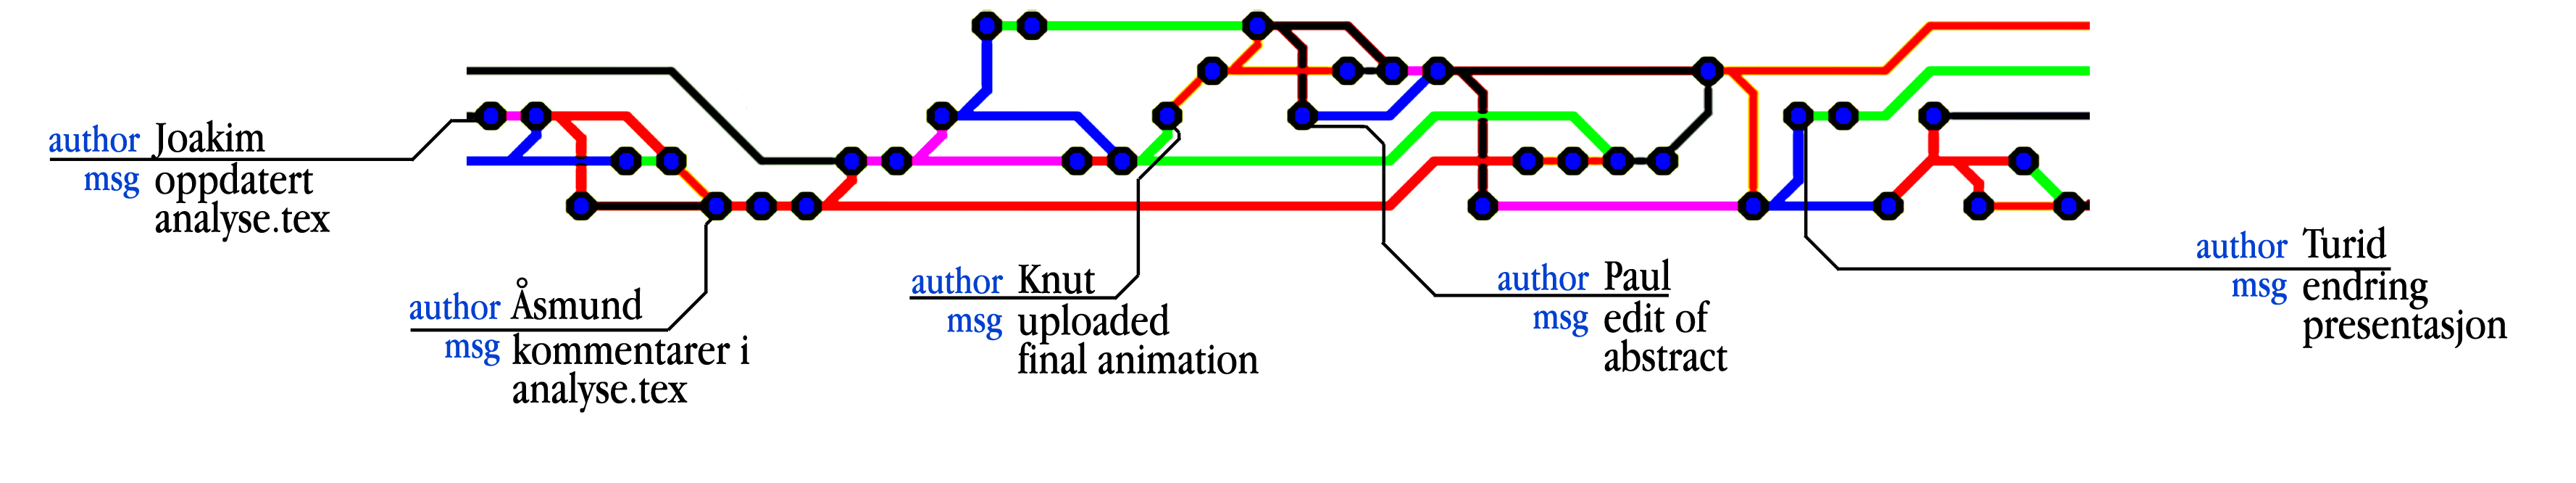 author Joakim
msg oppdatert
analyse.tex
author Åsmund
msg kommentarer i
analyse.tex
author Knut
msg uploaded
final animation
author Paul
msg edit of
abstract
author Turid
msg endring
presentasjon